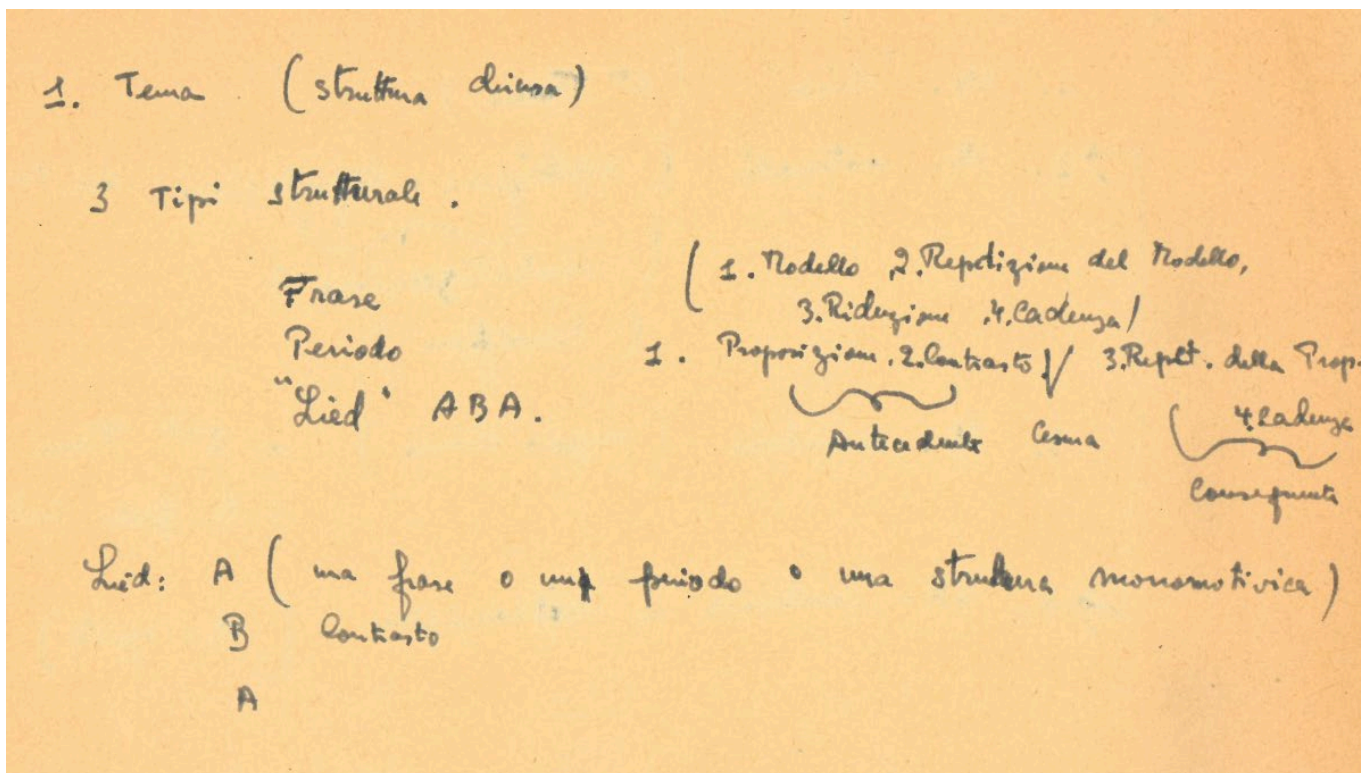 1. Tema (struttura chiusa)
3 Tipi strutturale.
Frase (1. Modello, 2. Repetizione del Modello,
3. Riduzione, 4. Cadenza)
Periodo 1. Proposizione. 2. Contrasto // 3. Repet. della Prop.
"Lied" ABA. Antecedente Cesura 4. Cadenza
Conseguente
Lied: A (una frase o un periodo o una struttura monomotivica)
B Contrasto
A